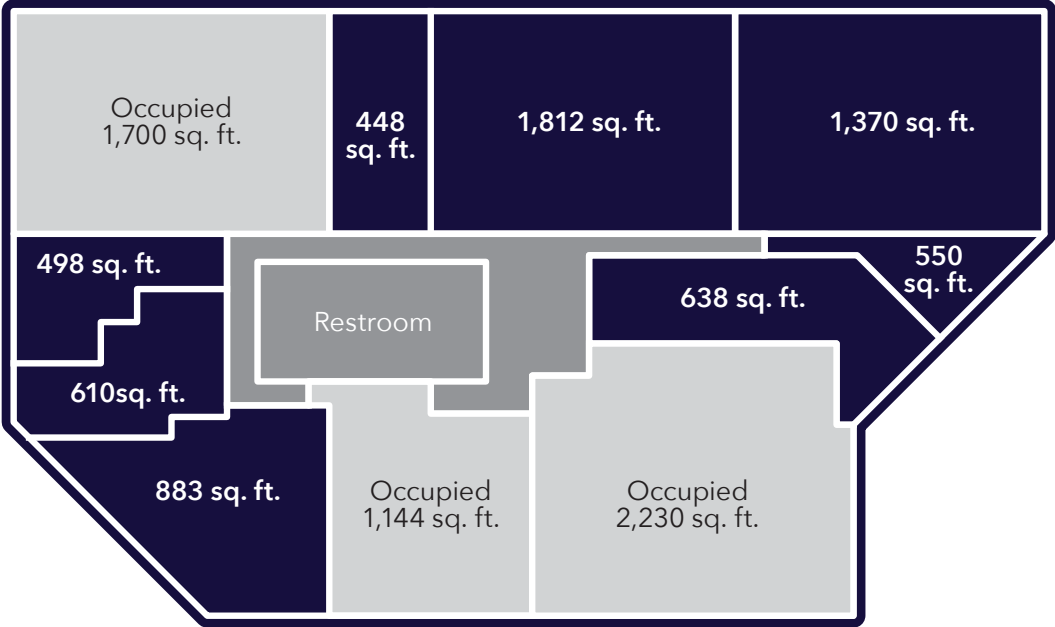 Occupied
1,700 sq. ft.
448
sq. ft.
1,812 sq. ft.
1,370 sq. ft.
498 sq. ft.
550
sq. ft.
638 sq. ft.
Restroom
610sq. ft.
883 sq. ft.
Occupied
1,144 sq. ft.
Occupied
2,230 sq. ft.